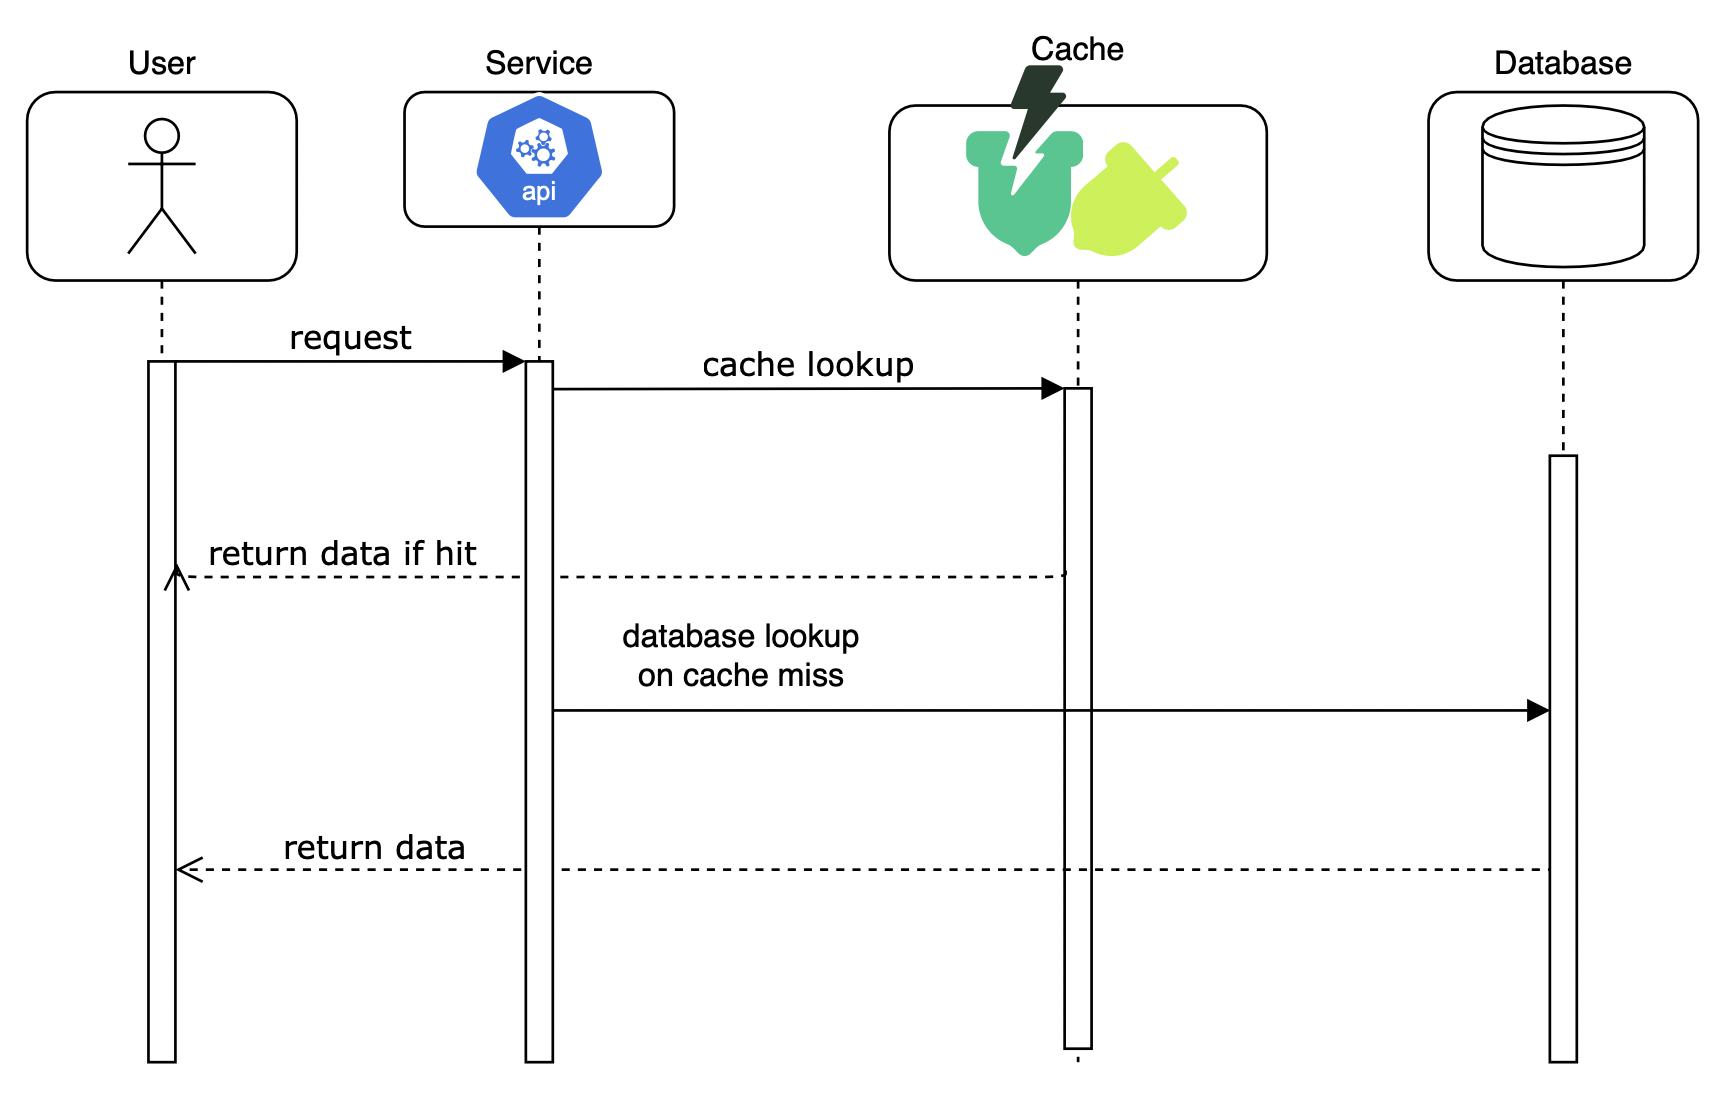 User
Service
Cache
Database
api
request
cache lookup
return data if hit
database lookup
on cache miss
return data